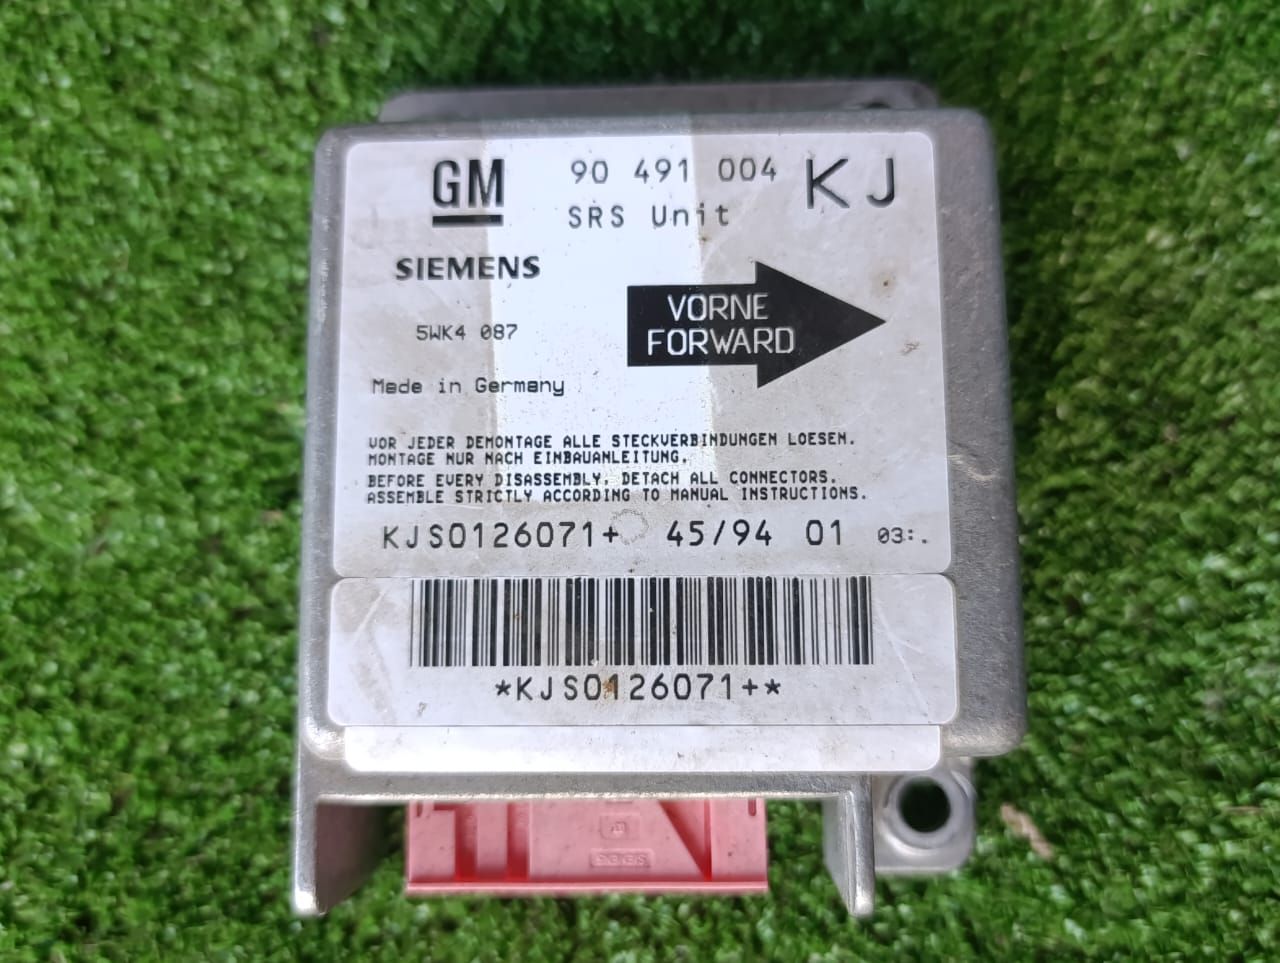 GM 90 491 004 KJ
SRS Unit
SIEMENS
VORNE
FORWARD
5WK4 087
Made in Germany
VOR JEDER DEMONTAGE ALLE STECKVERBINDUNGEN LOESEN.
MONTAGE NUR NACH EINBAUANLEITUNG.
BEFORE EVERY DISASSEMBLY, DETACH ALL CONNECTORS.
ASSEMBLE STRICTLY ACCORDING TO MANUAL INSTRUCTIONS.
KJS0126071+ 45/94 01 03:.
*KJS0126071+*